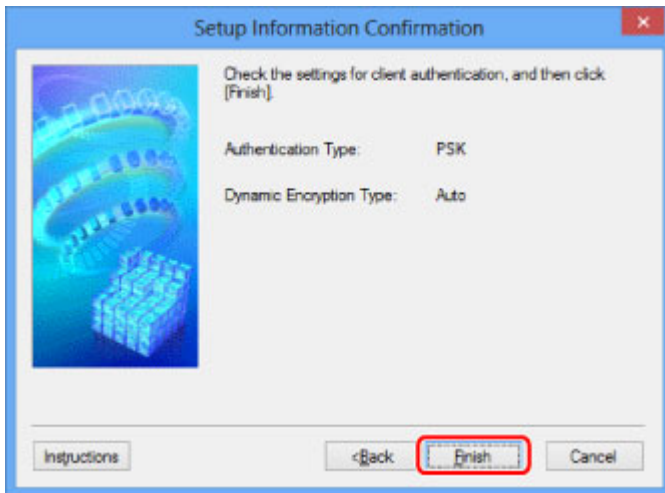 Setup Information Confirmation
Check the settings for client authentication, and then click
[Finish].
Authentication Type: PSK
Dynamic Encryption Type: Auto
Instructions
<Back
Finish
Cancel